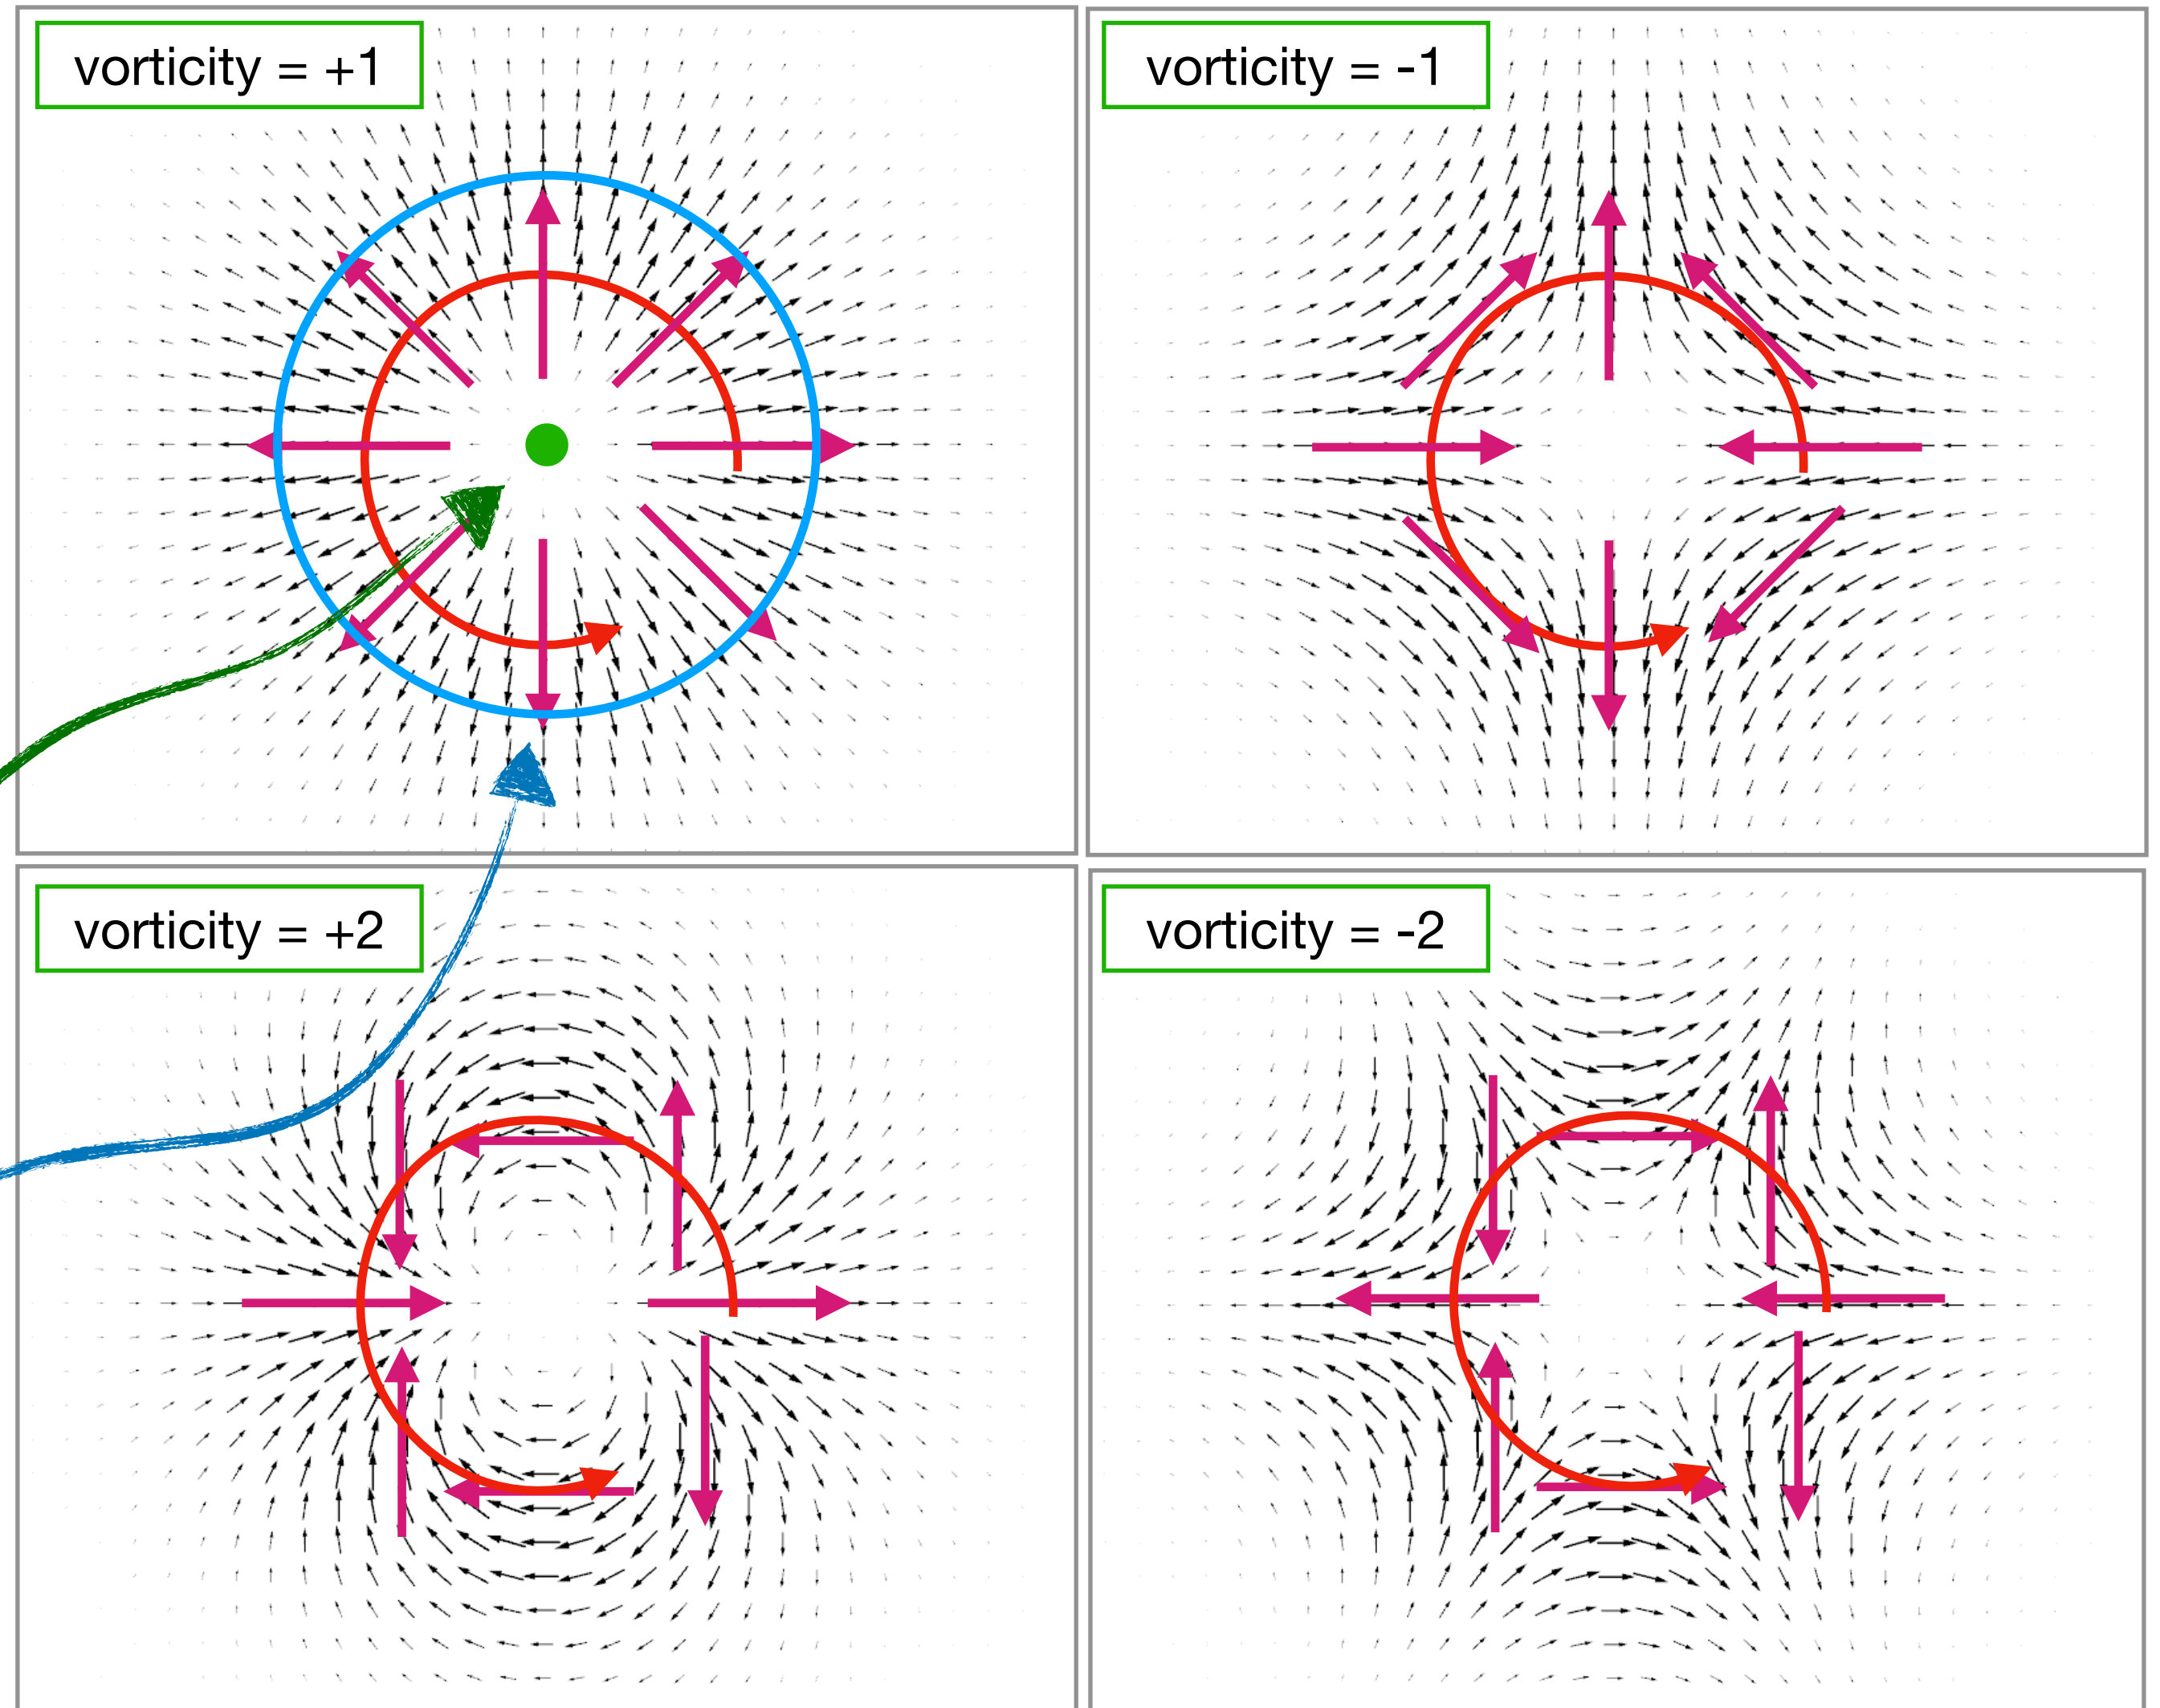 vorticity = +1
vorticity = -1
vorticity = +2
vorticity = -2